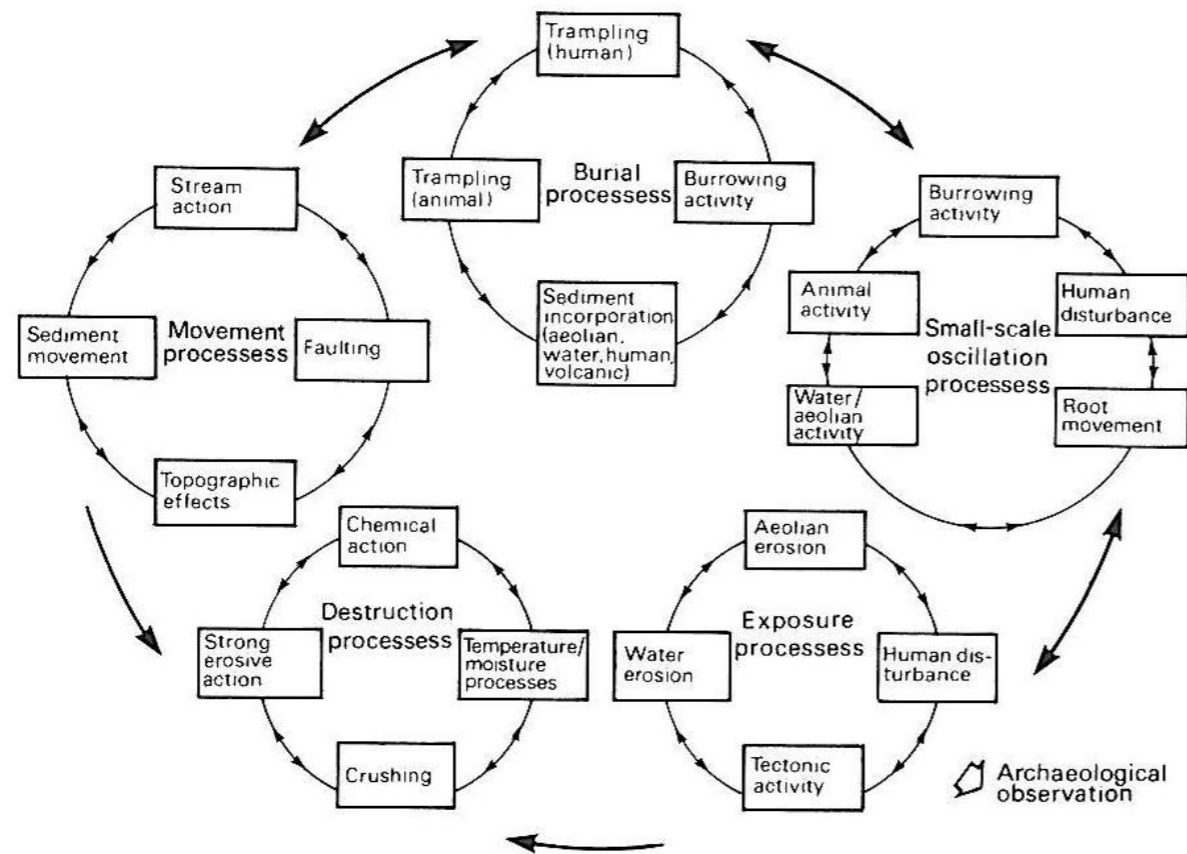 Trampling
(human)
Trampling
(animal)
Burial
processess
Burrowing
activity
Sediment
incorporation
(aeolian,
water, human,
volcanic)
Stream
action
Sediment
movement
Movement
processess
Faulting
Topographic
effects
Burrowing
activity
Animal
activity
Human
disturbance
Small-scale
oscillation
processess
Water/
aeolian
activity
Root
movement
Chemical
action
Destruction
processess
Strong
erosive
action
Temperature/
moisture
processes
Crushing
Aeolian
erosion
Exposure
processess
Water
erosion
Human dis-
turbance
Tectonic
activity
Archaeological
observation